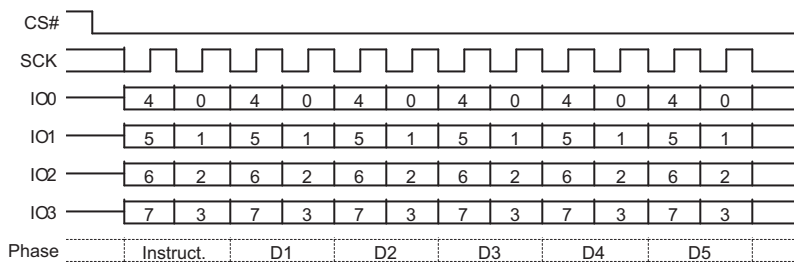 CS#
SCK
IO0 4 0 4 0 4 0 4 0 4 0 4 0
IO1 5 1 5 1 5 1 5 1 5 1 5 1
IO2 6 2 6 2 6 2 6 2 6 2 6 2
IO3 7 3 7 3 7 3 7 3 7 3 7 3
Phase Instruct. D1 D2 D3 D4 D5